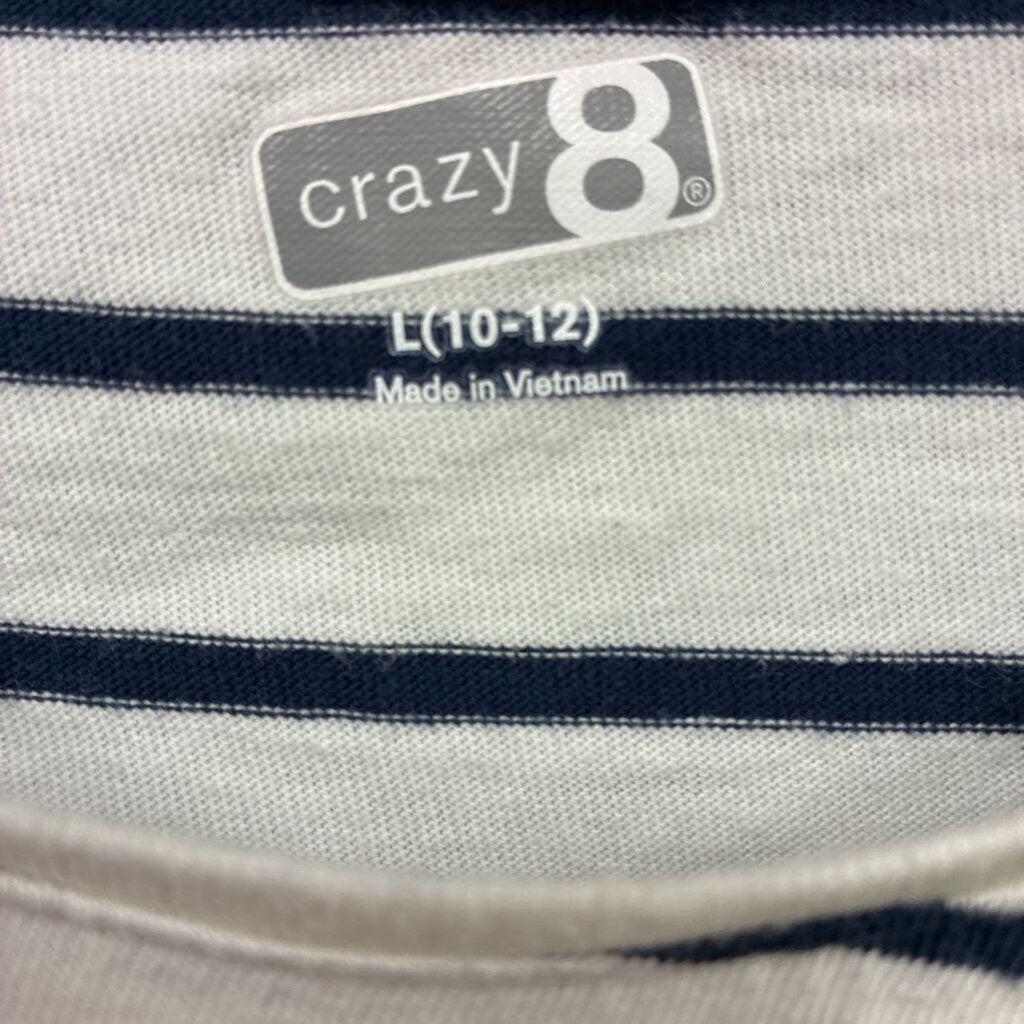 crazy8®
L(10-12)
Made in Vietnam